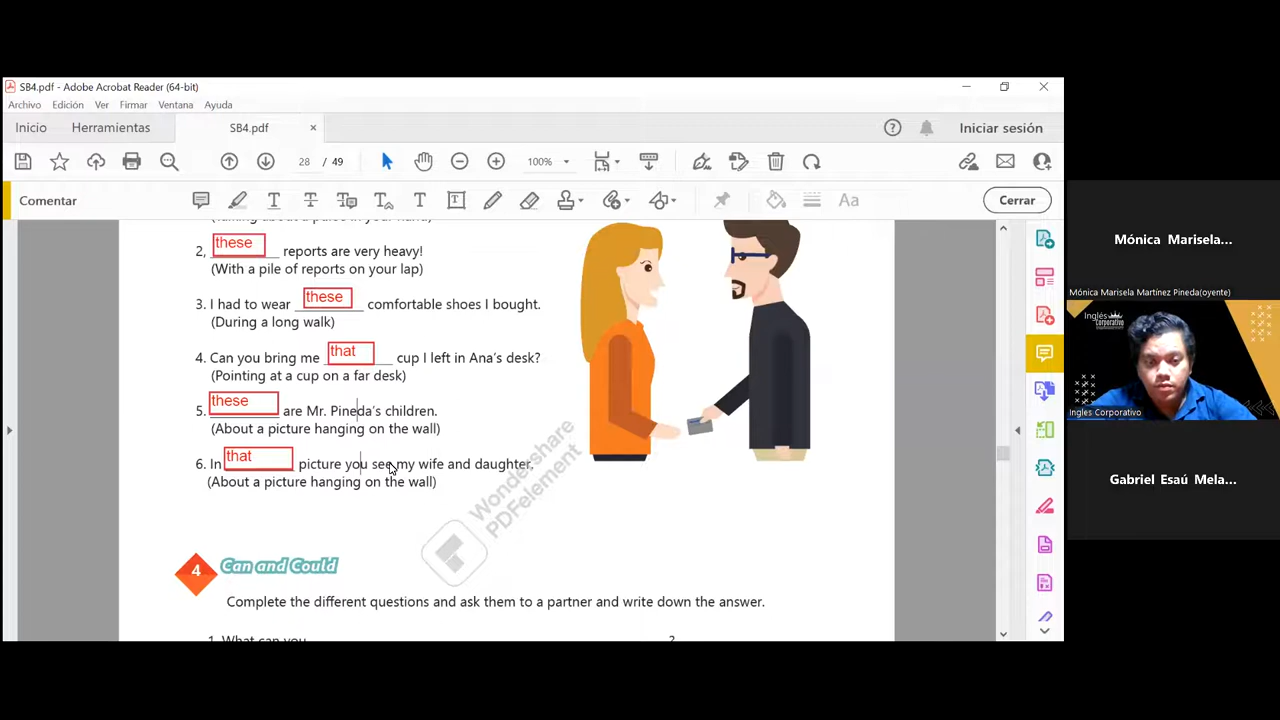 SB4.pdf - Adobe Acrobat Reader (64-bit)
Archivo Edición Ver Firmar Ventana Ayuda
Inicio Herramientas SB4.pdf × ? Iniciar sesión
28 / 49 100%
Comentar Aa Cerrar
2, these reports are very heavy!
(With a pile of reports on your lap)
3. I had to wear these comfortable shoes I bought.
(During a long walk)
4. Can you bring me that cup I left in Ana's desk?
(Pointing at a cup on a far desk)
5. these are Mr. Pineda's children.
(About a picture hanging on the wall)
6. In that picture you see my wife and daughter.
(About a picture hanging on the wall)
Wondershare
PDFelement
4 Can and Could
Complete the different questions and ask them to a partner and write down the answer.
1. What can you ?
Mónica Marisela...
Mónica Marisela Martínez Pineda(oyente)
Inglés
Corporativo
Ingles Corporativo
Gabriel Esaú Mela...